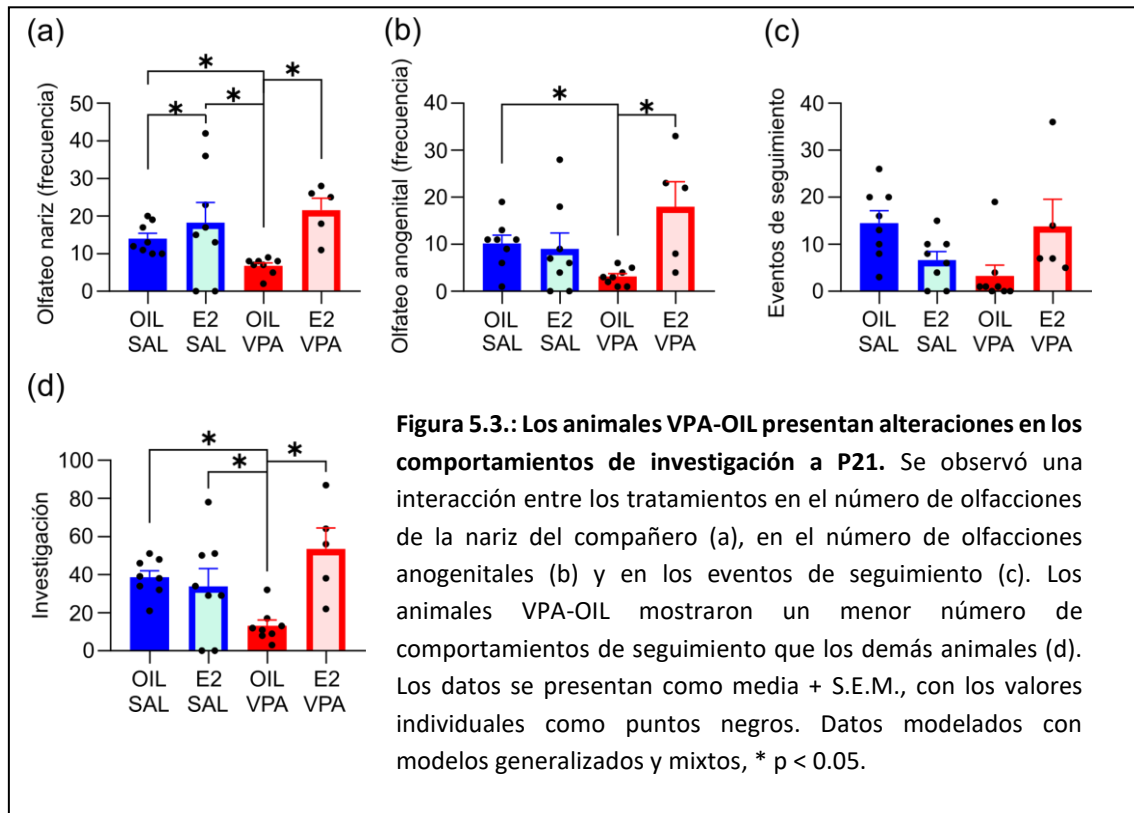 (a)
Olfateo nariz (frecuencia)
50
40
30
20
10
0
* * * *
OIL E2 OIL E2
SAL SAL VPA VPA
(b)
Olfateo anogenital (frecuencia)
40
30
20
10
0
* *
OIL E2 OIL E2
SAL SAL VPA VPA
(c)
Eventos de seguimiento
40
30
20
10
0
OIL E2 OIL E2
SAL SAL VPA VPA
(d)
Investigación
100
80
60
40
20
0
* * *
OIL E2 OIL E2
SAL SAL VPA VPA
Figura 5.3.: Los animales VPA-OIL presentan alteraciones en los
comportamientos de investigación a P21. Se observó una
interacción entre los tratamientos en el número de olfacciones
de la nariz del compañero (a), en el número de olfacciones
anogenitales (b) y en los eventos de seguimiento (c). Los
animales VPA-OIL mostraron un menor número de
comportamientos de seguimiento que los demás animales (d).
Los datos se presentan como media + S.E.M., con los valores
individuales como puntos negros. Datos modelados con
modelos generalizados y mixtos, * p < 0.05.